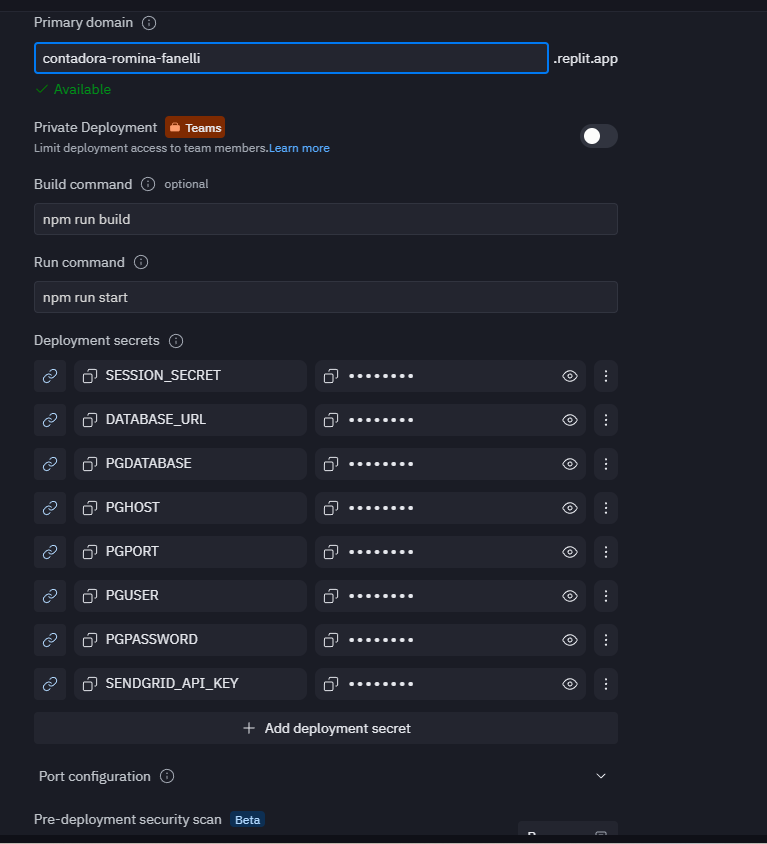 Primary domain
contadora-romina-fanelli .replit.app
Available
Private Deployment Teams
Limit deployment access to team members.Learn more
Build command optional
npm run build
Run command
npm run start
Deployment secrets
SESSION_SECRET ••••••••
DATABASE_URL ••••••••
PGDATABASE ••••••••
PGHOST ••••••••
PGPORT ••••••••
PGUSER ••••••••
PGPASSWORD ••••••••
SENDGRID_API_KEY ••••••••
+ Add deployment secret
Port configuration
Pre-deployment security scan Beta